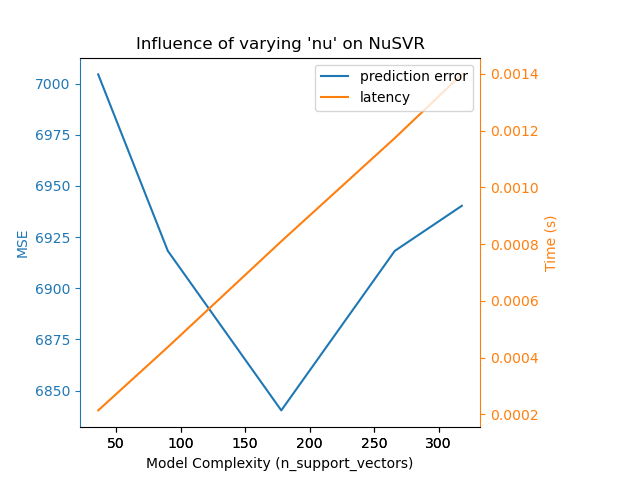 Influence of varying 'nu' on NuSVR
prediction error
latency
7000
6975
6950
6925
6900
6875
6850
MSE
0.0014
0.0012
0.0010
0.0008
0.0006
0.0004
0.0002
Time (s)
50 100 150 200 250 300
Model Complexity (n_support_vectors)